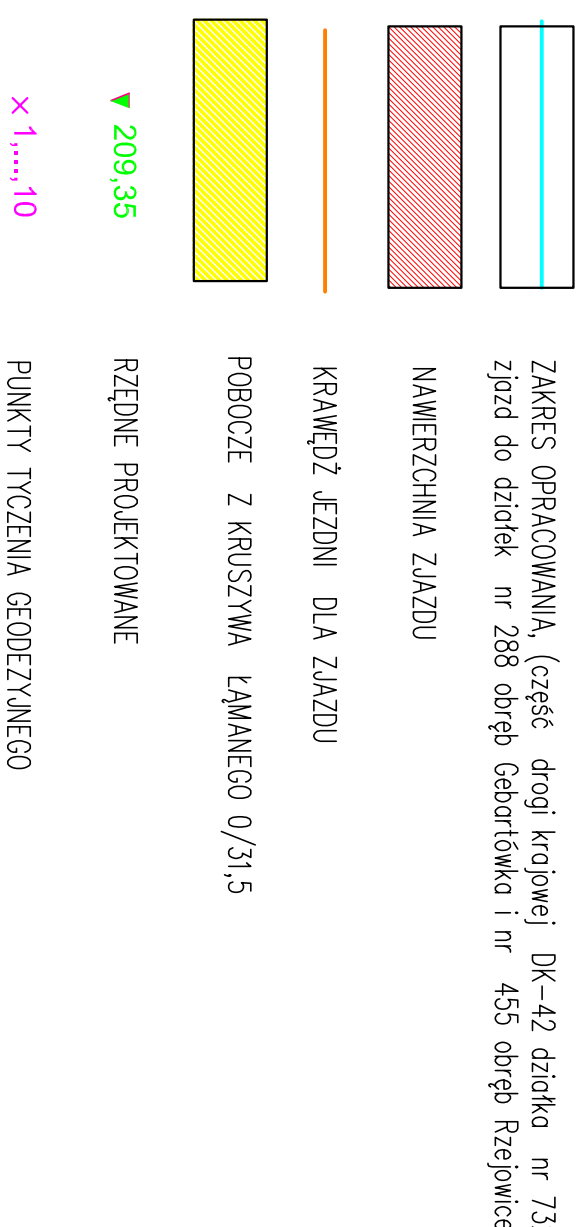 ZAKRES OPRACOWANIA, (część drogi krajowej DK-42 działka nr 73
zjazd do działek nr 288 obręb Gebartówka i nr 455 obręb Rzejowice
NAWIERZCHNIA ZJAZDU
KRAWĘDŹ JEZDNI DLA ZJAZDU
POBOCZE Z KRUSZYWA ŁĄMANEGO 0/31,5
209,35 RZĘDNE PROJEKTOWANE
× 1,...,10 PUNKTY TYCZENIA GEODEZYJNEGO